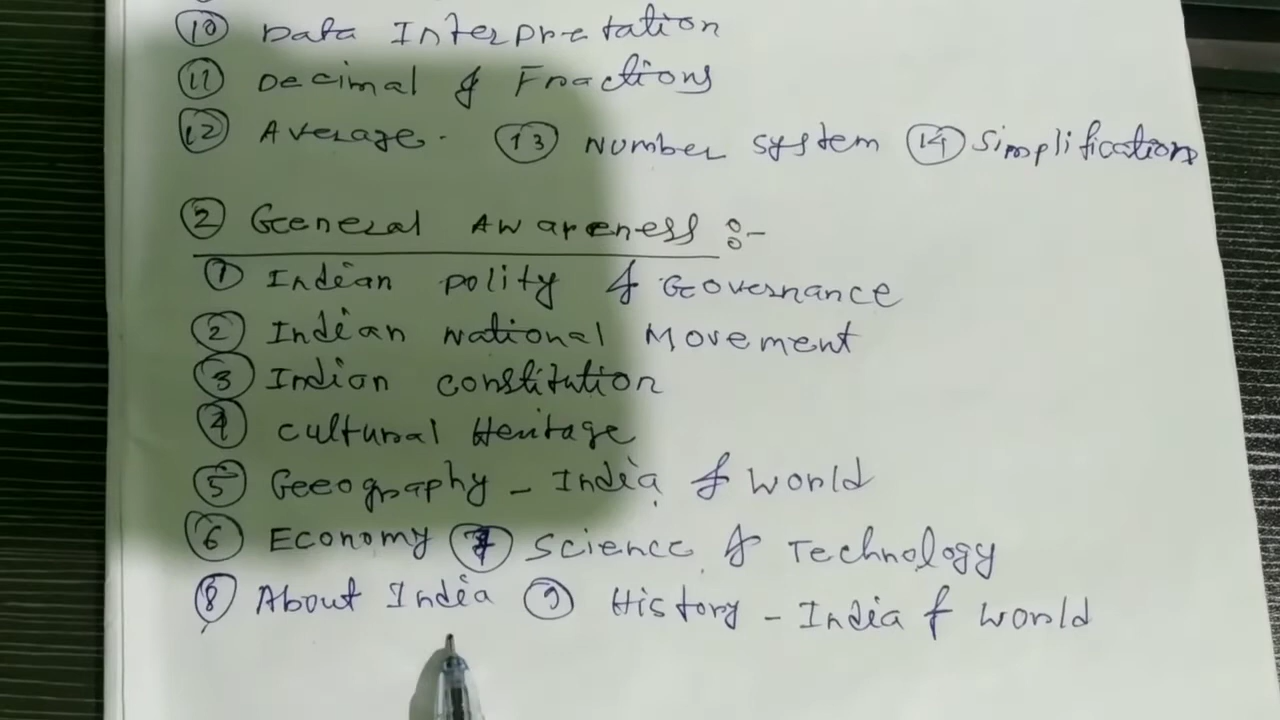 10 Data Interpretation
11 Decimal & Fractions
12 Average. 13 Number system 14 Simplification
2 General Awareness :-
1 Indian polity & Governance
2 Indian National Movement
3 Indian constitution
4 Cultural Heritage
5 Geography - India & World
6 Economy 7 Science & Technology
8 About India 9 History - India & World